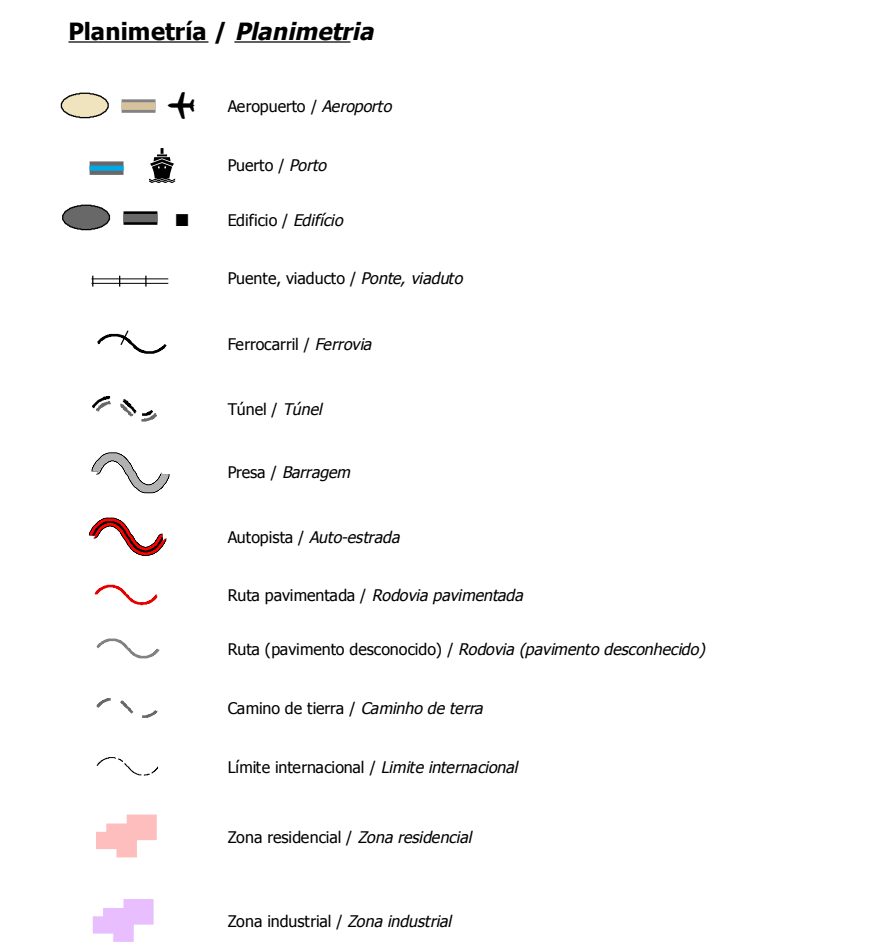 Planimetría / Planimetria
Aeropuerto / Aeroporto
Puerto / Porto
Edificio / Edifício
Puente, viaducto / Ponte, viaduto
Ferrocarril / Ferrovia
Túnel / Túnel
Presa / Barragem
Autopista / Auto-estrada
Ruta pavimentada / Rodovia pavimentada
Ruta (pavimento desconocido) / Rodovia (pavimento desconhecido)
Camino de tierra / Caminho de terra
Límite internacional / Limite internacional
Zona residencial / Zona residencial
Zona industrial / Zona industrial